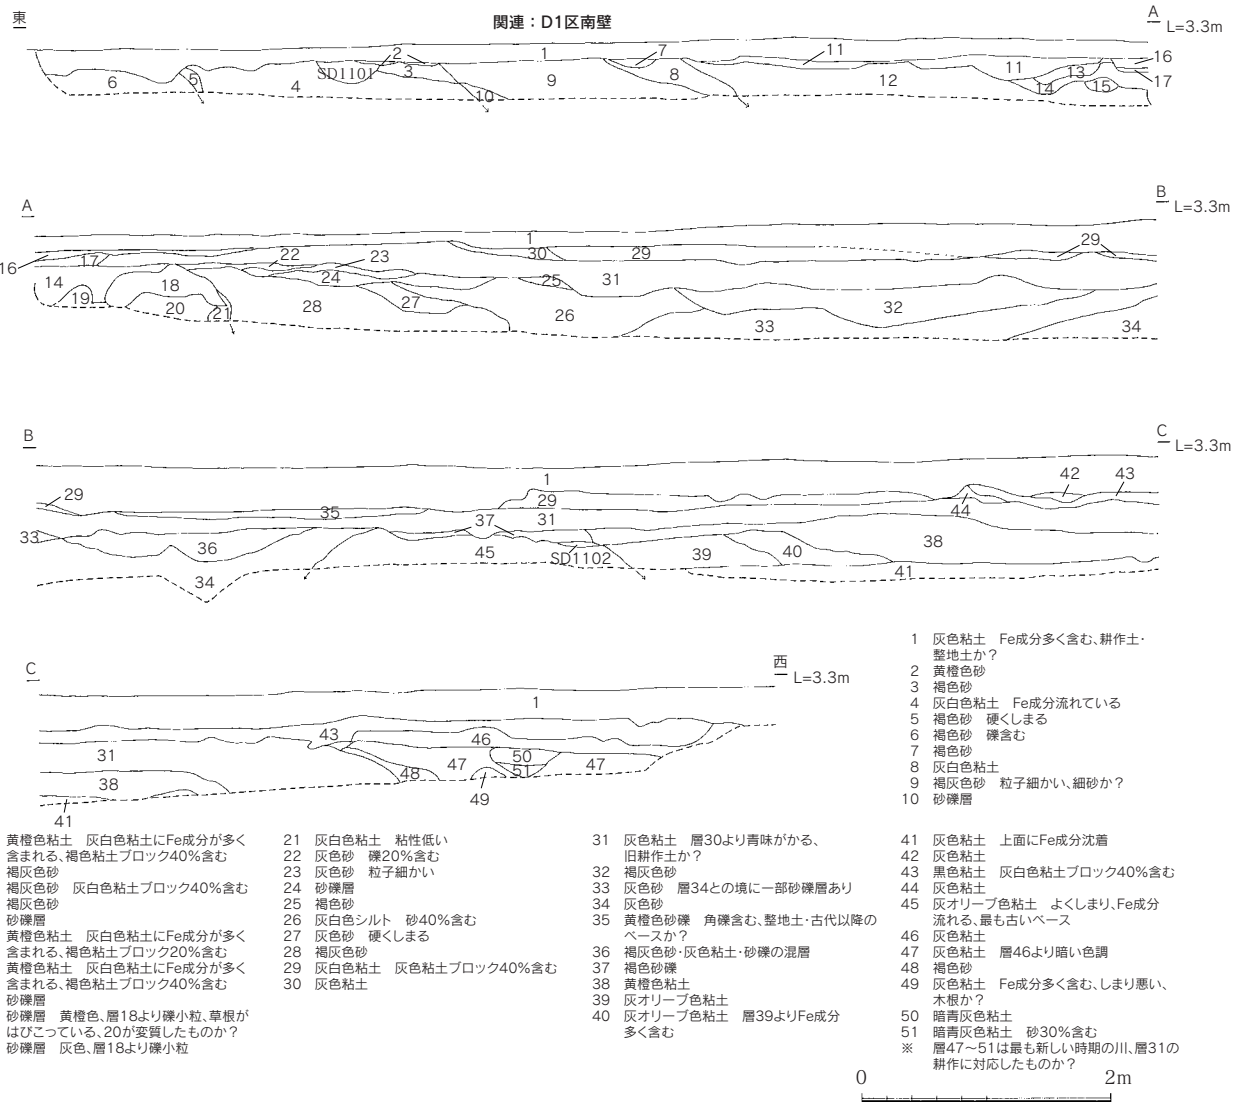 関連：D1区南壁
東
A
L=3.3m
2
1
7
11
16
SD1101
3
11
13
6
5
4
9
8
12
17
10
14
15
A
B
L=3.3m
1
29
16
17
22
23
30
29
14
18
24
25
31
19
20
21
28
27
26
32
33
34
B
C
L=3.3m
1
42
43
29
29
44
35
31
33
37
36
45
SD1102
39
40
38
34
41
C
西
L=3.3m
1
43
46
31
50
47
47
48
51
38
49
41
1 灰色粘土 Fe成分多く含む、耕作土・
整地土か？
2 黄橙色砂
3 褐色砂
4 灰白色粘土 Fe成分流れている
5 褐色砂 硬くしまる
6 褐色砂 礫含む
7 褐色砂
8 灰白色粘土
9 褐灰色砂 粒子細かい、細砂か？
10 砂礫層
黄橙色粘土 灰白色粘土にFe成分が多く
含まれる、褐色粘土ブロック40%含む
褐灰色砂
褐灰色砂 灰白色粘土ブロック40%含む
褐灰色砂
砂礫層
黄橙色粘土 灰白色粘土にFe成分が多く
含まれる、褐色粘土ブロック20%含む
黄橙色粘土 灰白色粘土にFe成分が多く
含まれる、褐色粘土ブロック40%含む
砂礫層
砂礫層 黄橙色、層18より礫小粒、草根が
はびこっている、20が変質したものか？
砂礫層 灰色、層18より礫小粒
21 灰白色粘土 粘性低い
22 灰色砂 礫20%含む
23 灰色砂 粒子細かい
24 砂礫層
25 褐色砂
26 灰白色シルト 砂40%含む
27 灰色砂 硬くしまる
28 褐灰色砂
29 灰白色粘土 灰色粘土ブロック40%含む
30 灰色粘土
31 灰色粘土 層30より青味がかる、
旧耕作土か？
32 褐灰色砂
33 灰色砂 層34との境に一部砂礫層あり
34 灰色砂
35 黄橙色砂礫 角礫含む、整地土・古代以降の
ベースか？
36 褐灰色砂・灰色粘土・砂礫の混層
37 褐色砂礫
38 黄橙色粘土
39 灰オリーブ色粘土
40 灰オリーブ色粘土 層39よりFe成分
多く含む
41 灰色粘土 上面にFe成分沈着
42 灰色粘土
43 黒色粘土 灰白色粘土ブロック40%含む
44 灰色粘土
45 灰オリーブ色粘土 よくしまり、Fe成分
流れる、最も古いベース
46 灰色粘土
47 灰色粘土 層46より暗い色調
48 褐色砂
49 灰色粘土 Fe成分多く含む、しまり悪い、
木根か？
50 暗青灰色粘土
51 暗青灰色粘土 砂30%含む
※ 層47～51は最も新しい時期の川、層31の
耕作に対応したものか？
0 2m